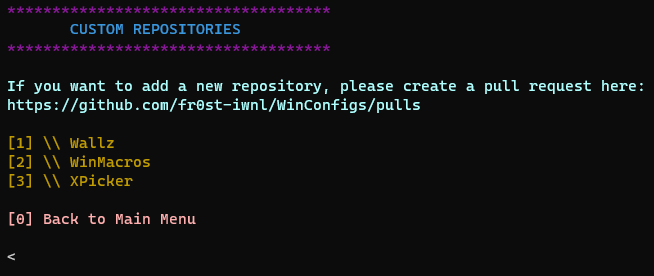 ************************************
CUSTOM REPOSITORIES
************************************
If you want to add a new repository, please create a pull request here:
https://github.com/fr0st-iwnl/WinConfigs/pulls
[1] \\ Wallz
[2] \\ WinMacros
[3] \\ XPicker
[0] Back to Main Menu
<